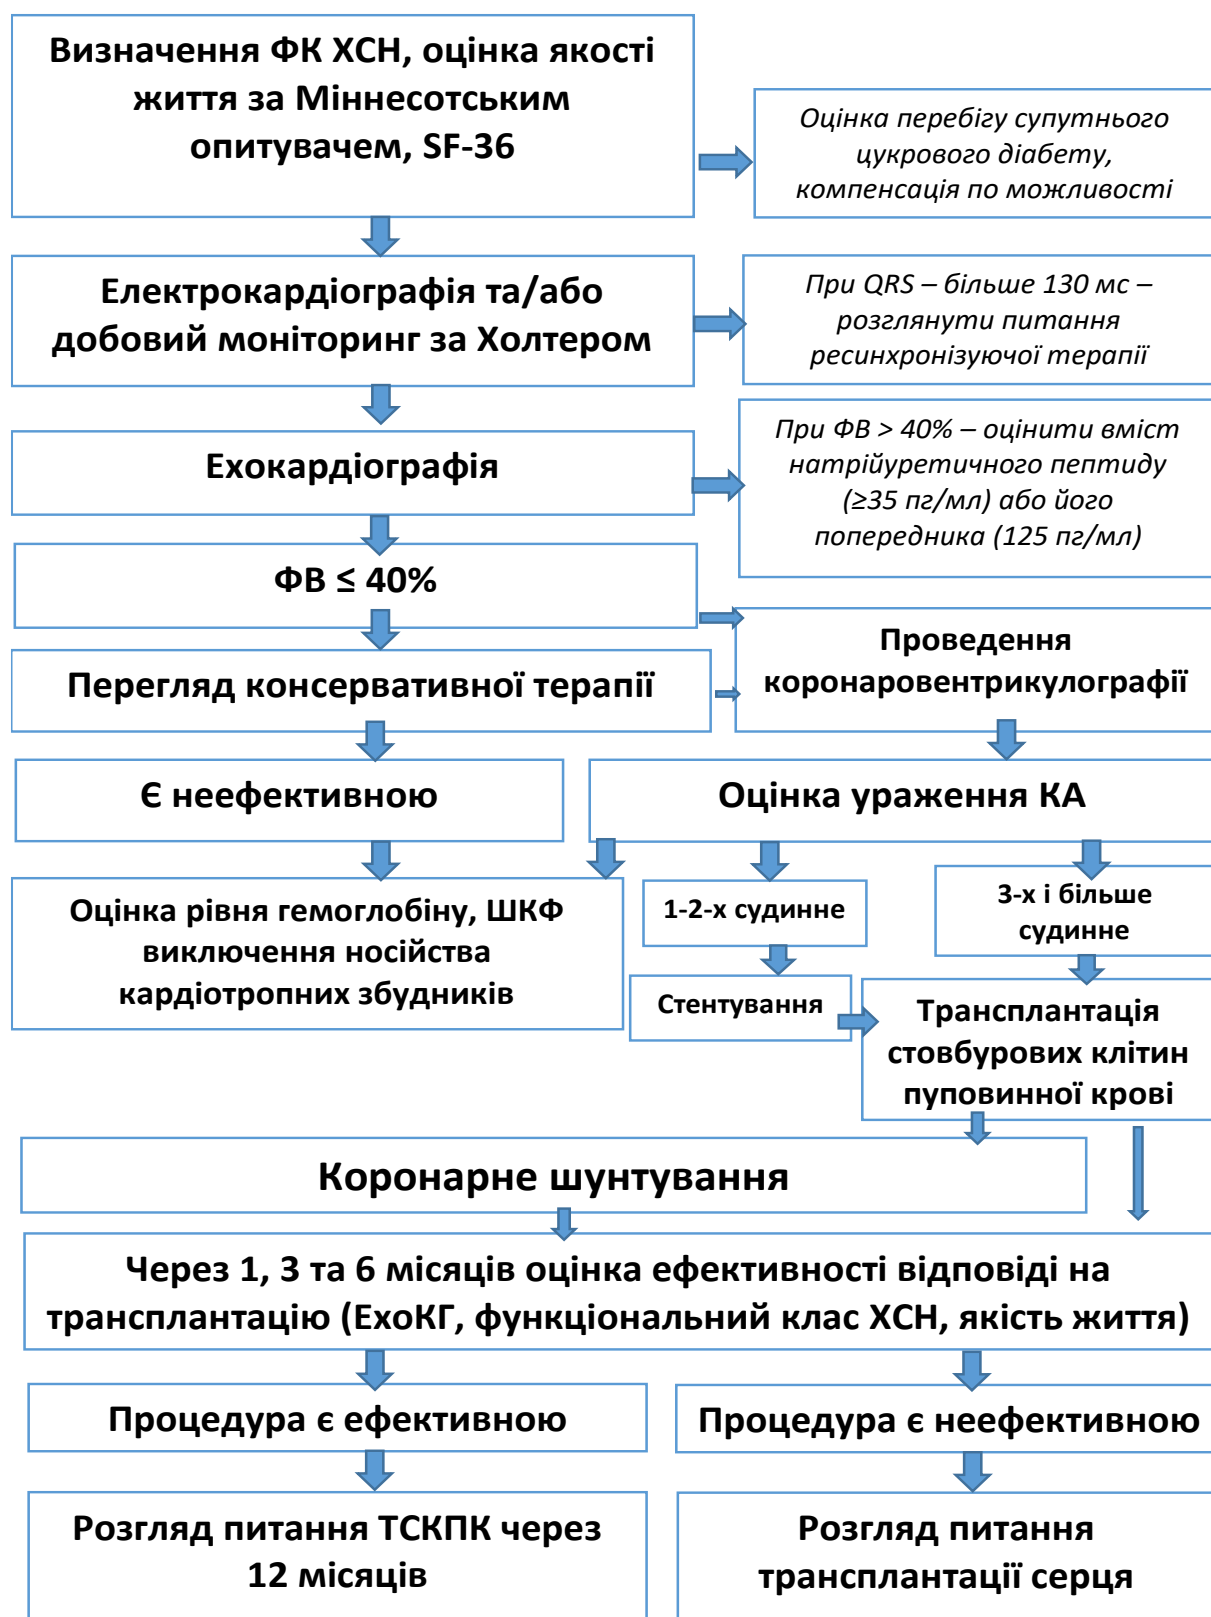 Визначення ФК ХСН, оцінка якості
життя за Міннесотським
опитувачем, SF-36
Оцінка перебігу супутнього
цукрового діабету,
компенсація по можливості
Електрокардіографія та/або
добовий моніторинг за Холтером
При QRS – більше 130 мс –
розглянути питання
ресинхронізуючої терапії
Ехокардіографія
При ФВ > 40% – оцінити вміст
натрійуретичного пептиду
(≥35 пг/мл) або його
попередника (125 пг/мл)
ФВ ≤ 40%
Проведення
коронаровентрикулографії
Перегляд консервативної терапії
Є неефективною
Оцінка ураження КА
Оцінка рівня гемоглобіну, ШКФ
виключення носійства
кардіотропних збудників
1-2-х судинне
3-х і більше
судинне
Стентування
Трансплантація
стовбурових клітин
пуповинної крові
Коронарне шунтування
Через 1, 3 та 6 місяців оцінка ефективності відповіді на
трансплантацію (ЕхоКГ, функціональний клас ХСН, якість життя)
Процедура є ефективною
Процедура є неефективною
Розгляд питання ТСКПК через
12 місяців
Розгляд питання
трансплантації серця